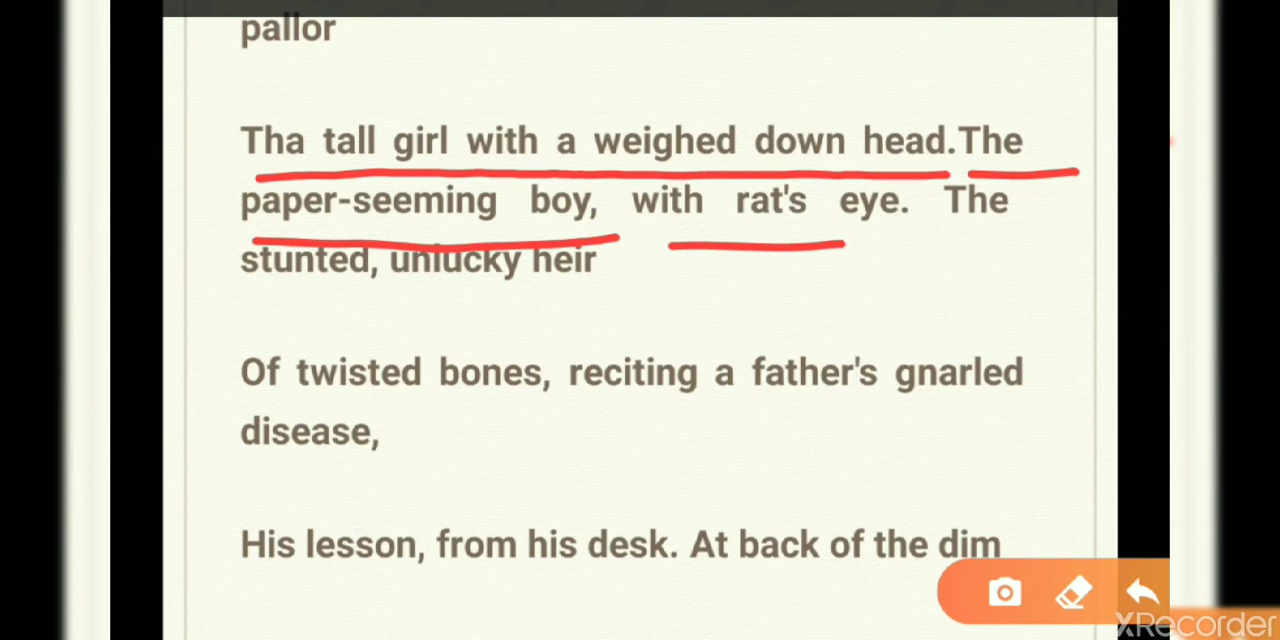 pallor
Tha tall girl with a weighed down head.The
paper-seeming boy, with rat's eye. The
stunted, unlucky heir
Of twisted bones, reciting a father's gnarled
disease,
His lesson, from his desk. At back of the dim
XRecorder